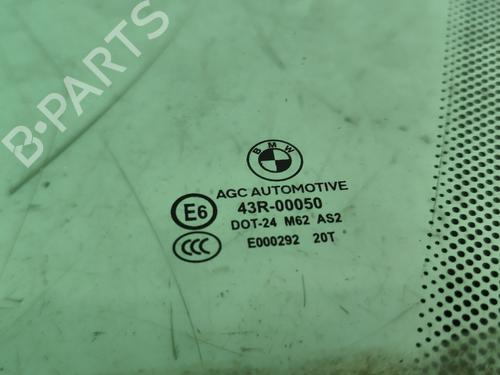 B-PARTS
BMW
AGC AUTOMOTIVE
E6 43R-00050
DOT-24 M62 AS2
CCC E000292 20T